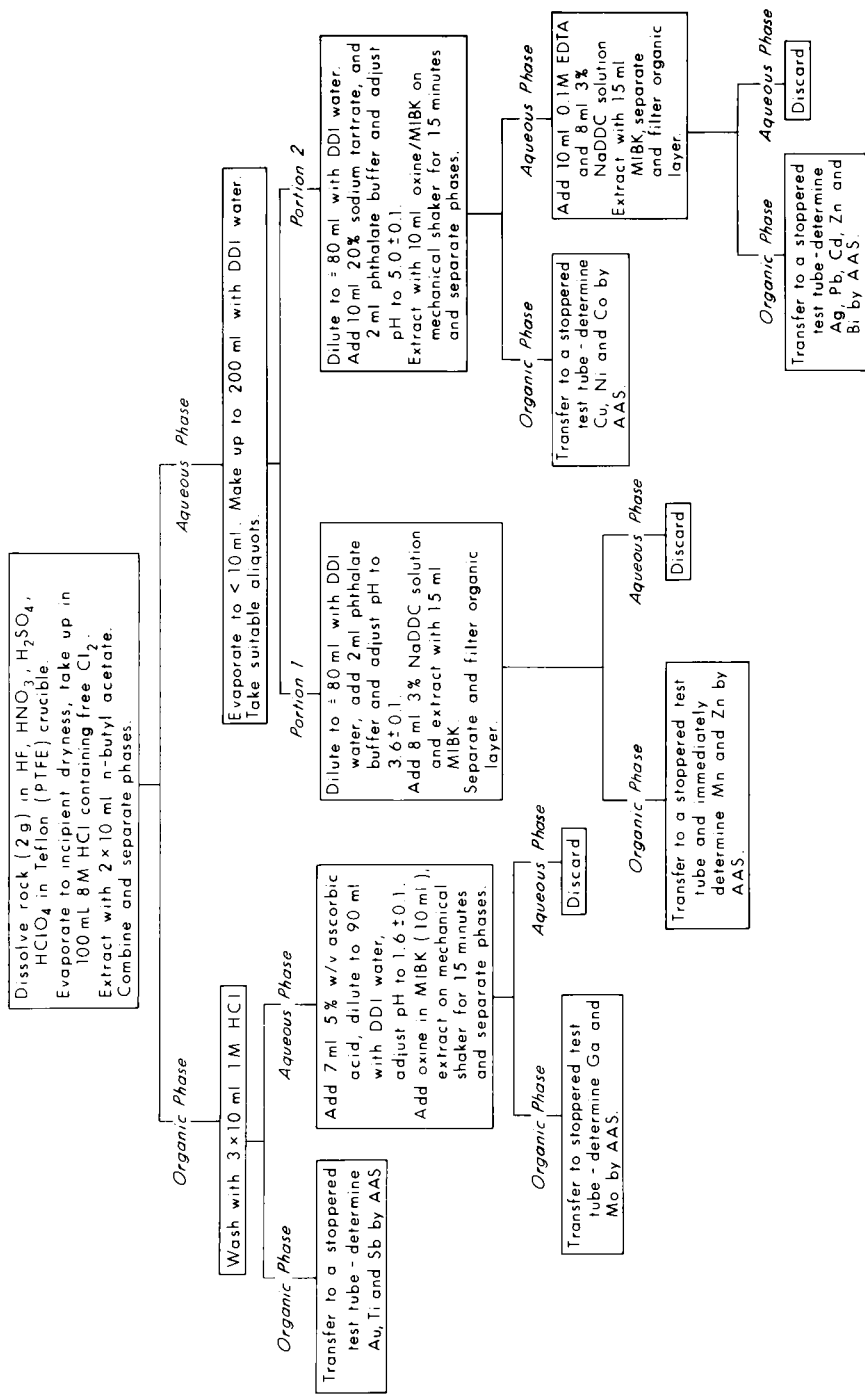 Dissolve rock (2 g) in HF, HNO3, H2SO4,
HClO4 in Teflon (PTFE) crucible.
Evaporate to incipient dryness, take up in
100 mL 8M HCl containing free Cl2.
Extract with 2 × 10 ml n-butyl acetate.
Combine and separate phases.
Organic Phase
Aqueous Phase
Wash with 3 × 10 ml 1M HCl
Organic Phase
Aqueous Phase
Transfer to a stoppered
test tube - determine
Au, Ti and Sb by AAS
Add 7 ml 5% w/v ascorbic
acid, dilute to 90 ml
with DDI water,
adjust pH to 1.6 ± 0.1.
Add oxine in MIBK (10 ml),
extract on mechanical
shaker for 15 minutes
and separate phases.
Organic Phase
Aqueous Phase
Transfer to stoppered test
tube - determine Ga and
Mo by AAS.
Discard
Evaporate to < 10 ml. Make up to 200 ml with DDI water.
Take suitable aliquots.
Portion 1
Portion 2
Dilute to ≑ 80 ml with DDI
water, add 2 ml phthalate
buffer and adjust pH to
3.6 ± 0.1.
Add 8 ml 3% NaDDC solution
and extract with 15 ml
MIBK.
Separate and filter organic
layer.
Organic Phase
Aqueous Phase
Transfer to a stoppered test
tube and immediately
determine Mn and Zn by
AAS.
Discard
Dilute to ≑ 80 ml with DDI water.
Add 10 ml 20% sodium tartrate, and
2 ml phthalate buffer and adjust
pH to 5.0 ± 0.1.
Extract with 10 ml oxine/MIBK on
mechanical shaker for 15 minutes
and separate phases.
Organic Phase
Aqueous Phase
Transfer to a stoppered
test tube - determine
Cu, Ni and Co by
AAS.
Add 10 ml 0.1M EDTA
and 8 ml 3%
NaDDC solution
Extract with 15 ml
MIBK, separate
and filter organic
layer.
Organic Phase
Aqueous Phase
Transfer to a stoppered
test tube - determine
Ag, Pb, Cd, Zn and
Bi by AAS.
Discard